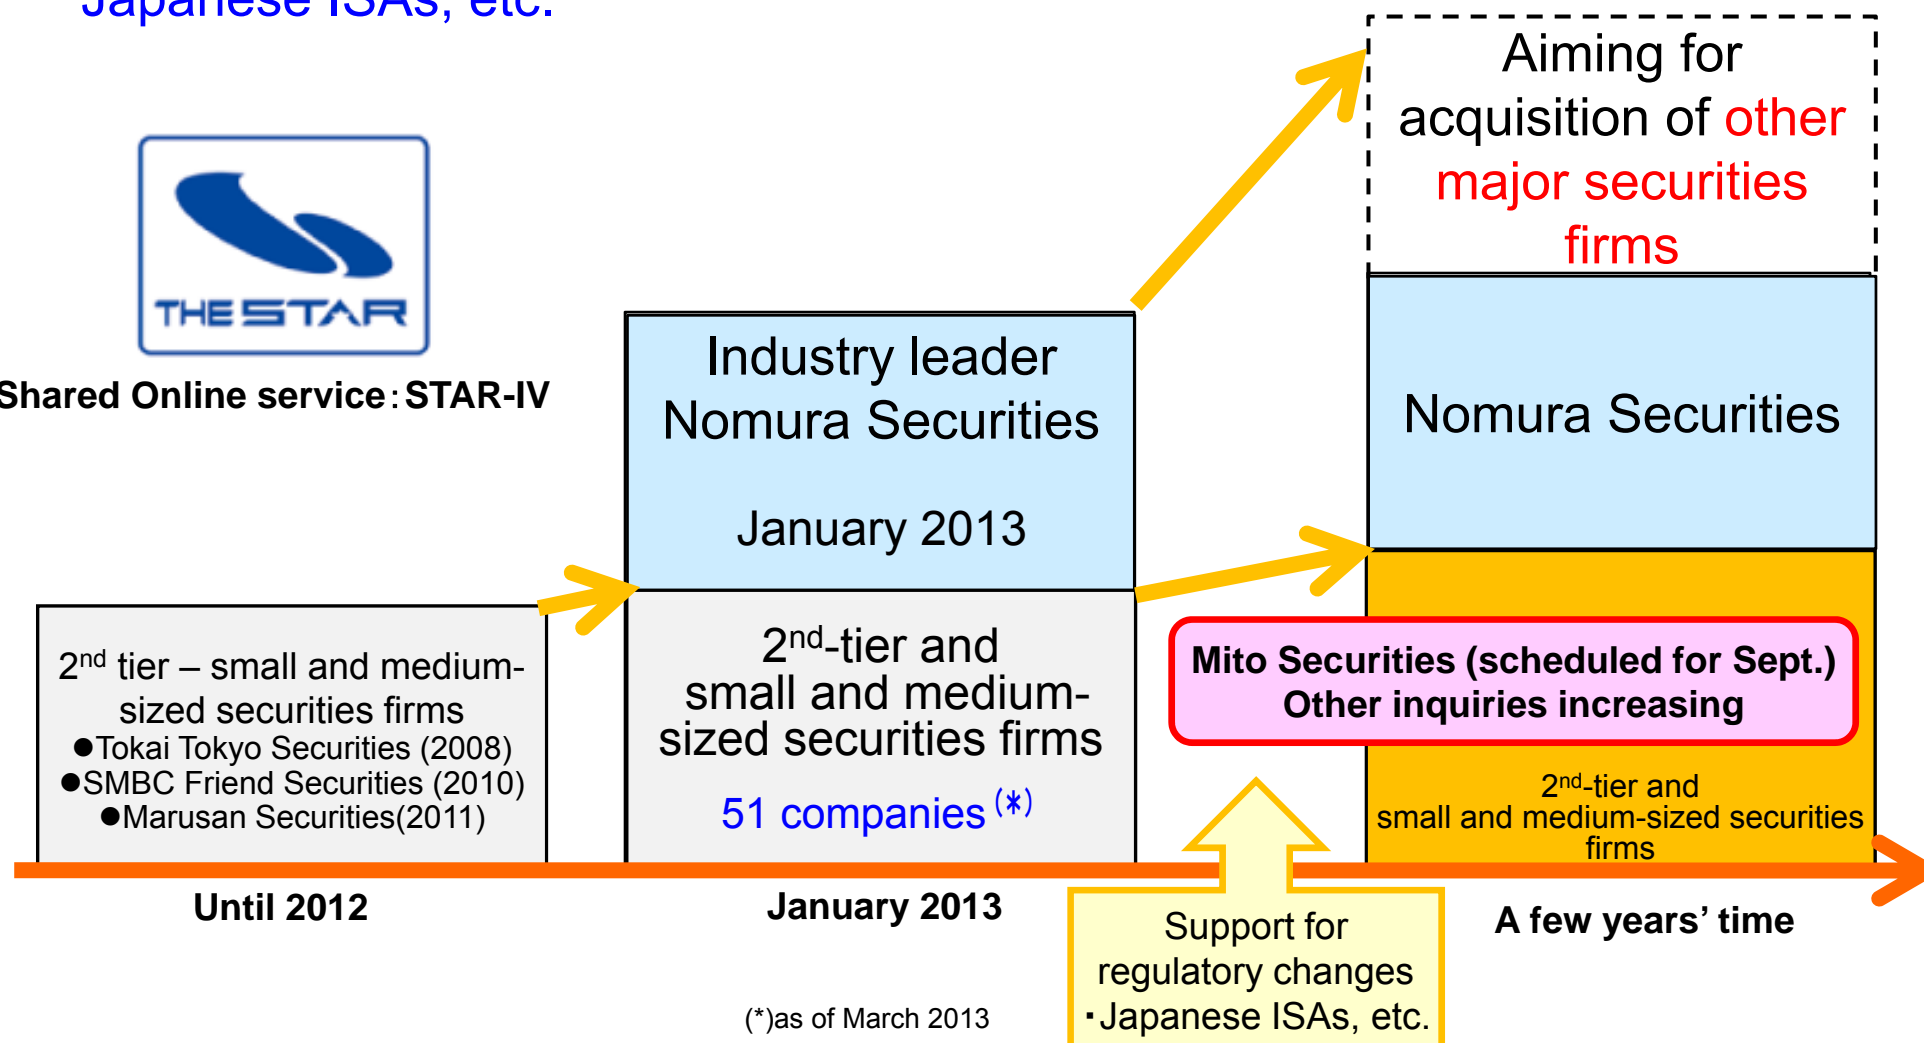 Japanese ISAs, etc.
THE STAR
Shared Online service：STAR-IV
2nd tier – small and medium-
sized securities firms
●Tokai Tokyo Securities (2008)
●SMBC Friend Securities (2010)
●Marusan Securities(2011)
Until 2012
Industry leader
Nomura Securities
January 2013
2nd-tier and
small and medium-
sized securities firms
51 companies (*)
January 2013
(*)as of March 2013
Aiming for
acquisition of other
major securities
firms
Nomura Securities
Mito Securities (scheduled for Sept.)
Other inquiries increasing
2nd-tier and
small and medium-sized securities
firms
A few years’ time
Support for
regulatory changes
･Japanese ISAs, etc.